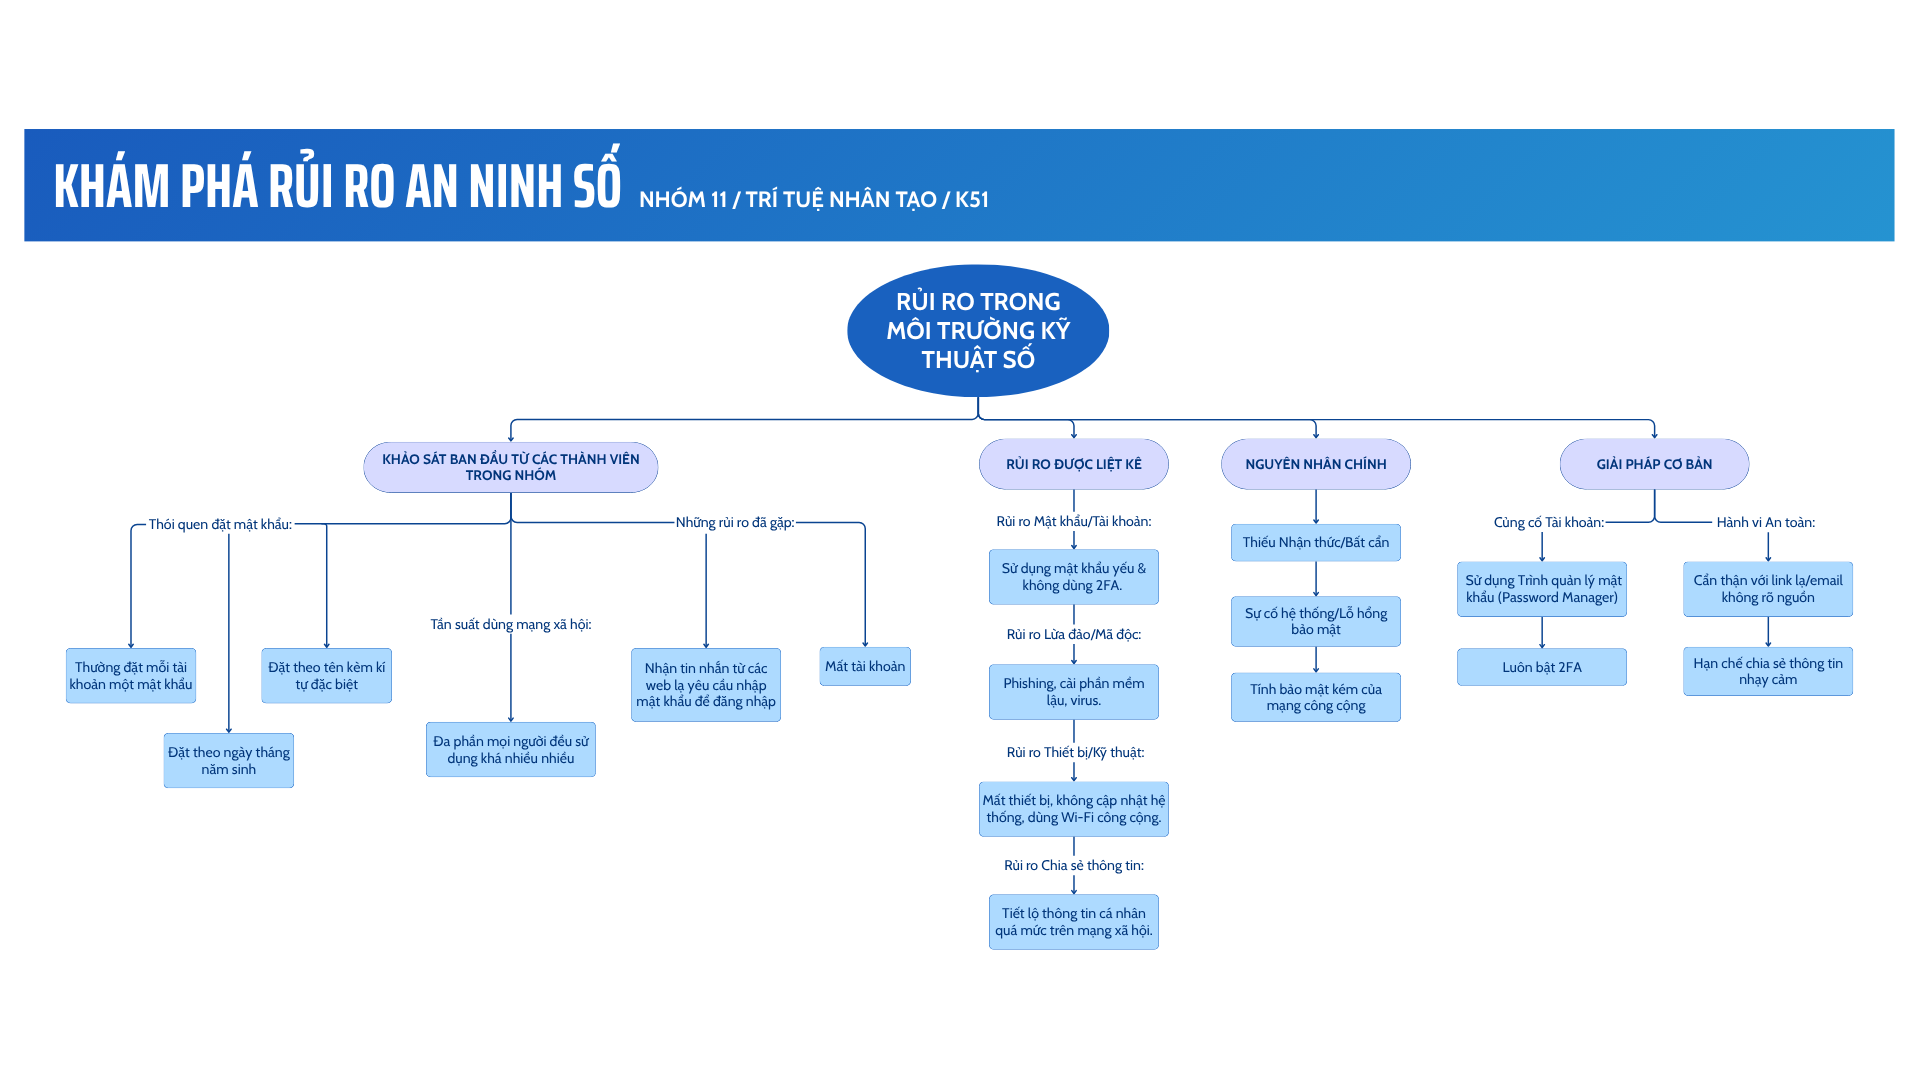 KHÁM PHÁ RỦI RO AN NINH SỐ NHÓM 11 / TRÍ TUỆ NHÂN TẠO / K51
RỦI RO TRONG
MÔI TRƯỜNG KỸ
THUẬT SỐ
KHẢO SÁT BAN ĐẦU TỪ CÁC THÀNH VIÊN
TRONG NHÓM
Thói quen đặt mật khẩu:
Thường đặt mỗi tài
khoản một mật khẩu
Đặt theo ngày tháng
năm sinh
Đặt theo tên kèm kí
tự đặc biệt
Tần suất dùng mạng xã hội:
Đa phần mọi người đều sử
dụng khá nhiều nhiều
Những rủi ro đã gặp:
Nhận tin nhắn từ các
web lạ yêu cầu nhập
mật khẩu để đăng nhập
Mất tài khoản
RỦI RO ĐƯỢC LIỆT KÊ
Rủi ro Mật khẩu/Tài khoản:
Sử dụng mật khẩu yếu &
không dùng 2FA.
Rủi ro Lừa đảo/Mã độc:
Phishing, cài phần mềm
lậu, virus.
Rủi ro Thiết bị/Kỹ thuật:
Mất thiết bị, không cập nhật hệ
thống, dùng Wi-Fi công cộng.
Rủi ro Chia sẻ thông tin:
Tiết lộ thông tin cá nhân
quá mức trên mạng xã hội.
NGUYÊN NHÂN CHÍNH
Thiếu Nhận thức/Bất cẩn
Sự cố hệ thống/Lỗ hổng
bảo mật
Tính bảo mật kém của
mạng công cộng
GIẢI PHÁP CƠ BẢN
Củng cố Tài khoản:
Sử dụng Trình quản lý mật
khẩu (Password Manager)
Luôn bật 2FA
Hành vi An toàn:
Cẩn thận với link lạ/email
không rõ nguồn
Hạn chế chia sẻ thông tin
nhạy cảm